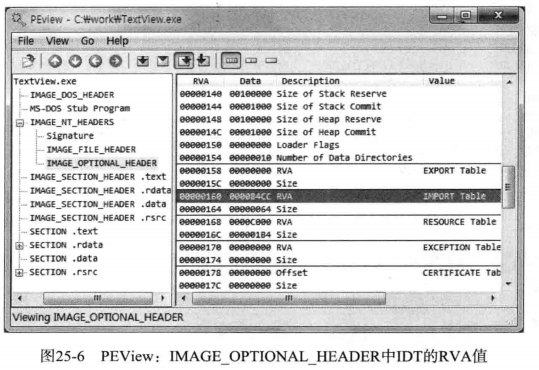 PEview - C:₩work₩TextView.exe
File View Go Help
TextView.exe
IMAGE_DOS_HEADER
MS-DOS Stub Program
IMAGE_NT_HEADERS
Signature
IMAGE_FILE_HEADER
IMAGE_OPTIONAL_HEADER
IMAGE_SECTION_HEADER .text
IMAGE_SECTION_HEADER .rdata
IMAGE_SECTION_HEADER .data
IMAGE_SECTION_HEADER .rsrc
SECTION .text
SECTION .rdata
SECTION .data
SECTION .rsrc
RVA Data Description Value
00000140 00100000 Size of Stack Reserve
00000144 00001000 Size of Stack Commit
00000148 00100000 Size of Heap Reserve
0000014C 00001000 Size of Heap Commit
00000150 00000000 Loader Flags
00000154 00000010 Number of Data Directories
00000158 00000000 RVA EXPORT Table
0000015C 00000000 Size
00000160 000084CC RVA IMPORT Table
00000164 00000064 Size
00000168 0000C000 RVA RESOURCE Table
0000016C 000001B4 Size
00000170 00000000 RVA EXCEPTION Table
00000174 00000000 Size
00000178 00000000 Offset CERTIFICATE Tab
0000017C 00000000 Size
Viewing IMAGE_OPTIONAL_HEADER
图25-6 PEView：IMAGE_OPTIONAL_HEADER中IDT的RVA值